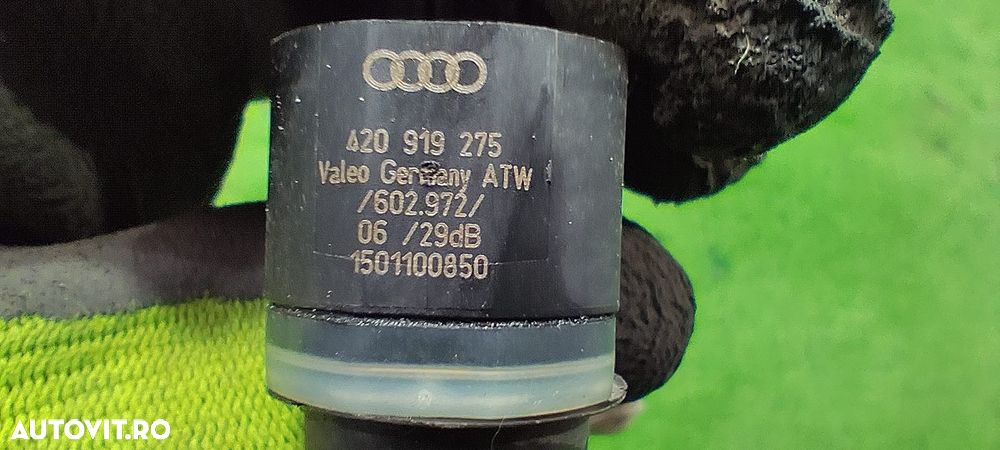 420 919 275
Valeo Germany ATW
/602.972/
06 /29dB
1501100850
AUTOVIT.RO